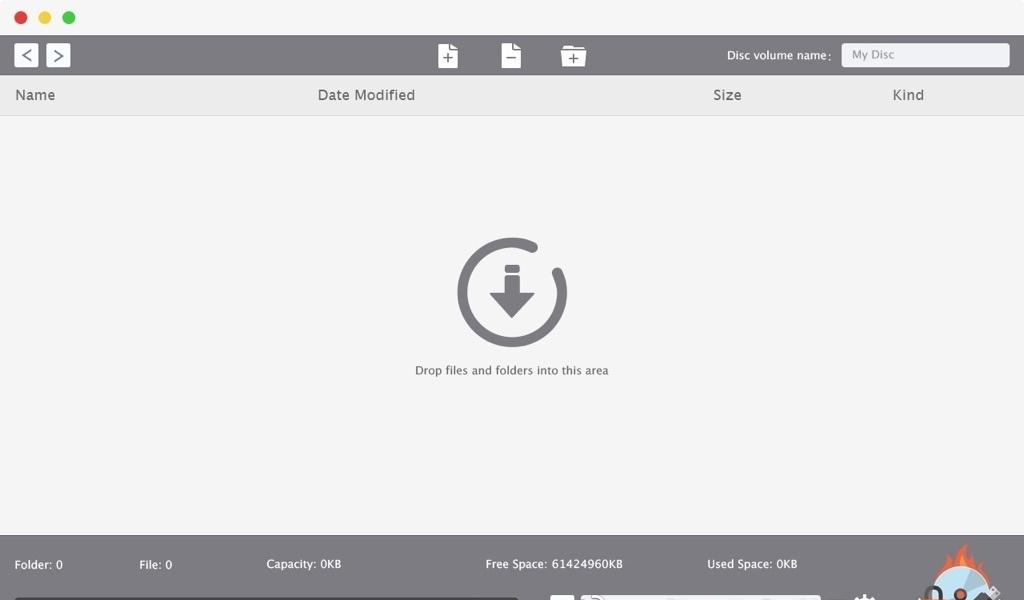 Disc volume name: My Disc
Name Date Modified Size Kind
Drop files and folders into this area
Folder: 0 File: 0 Capacity: 0KB Free Space: 61424960KB Used Space: 0KB